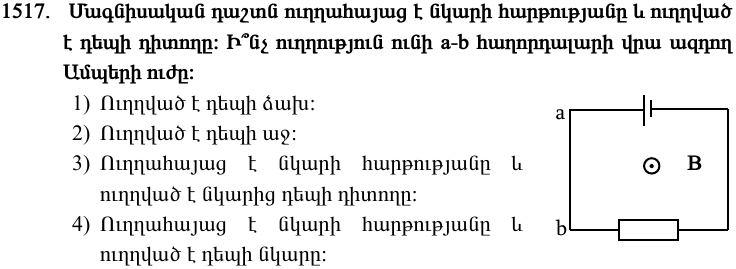 1517. Մագնիսական դաշտն ուղղահայաց է նկարի հարթությանը և ուղղված
է դեպի դիտողը: Ի՞նչ ուղղություն ունի a-b հաղորդալարի վրա ազդող
Ամպերի ուժը:
1) Ուղղված է դեպի ձախ:
2) Ուղղված է դեպի աջ:
3) Ուղղահայաց է նկարի հարթությանը և
ուղղված է նկարից դեպի դիտողը:
4) Ուղղահայաց է նկարի հարթությանը և
ուղղված է դեպի նկարը:
a
B
b